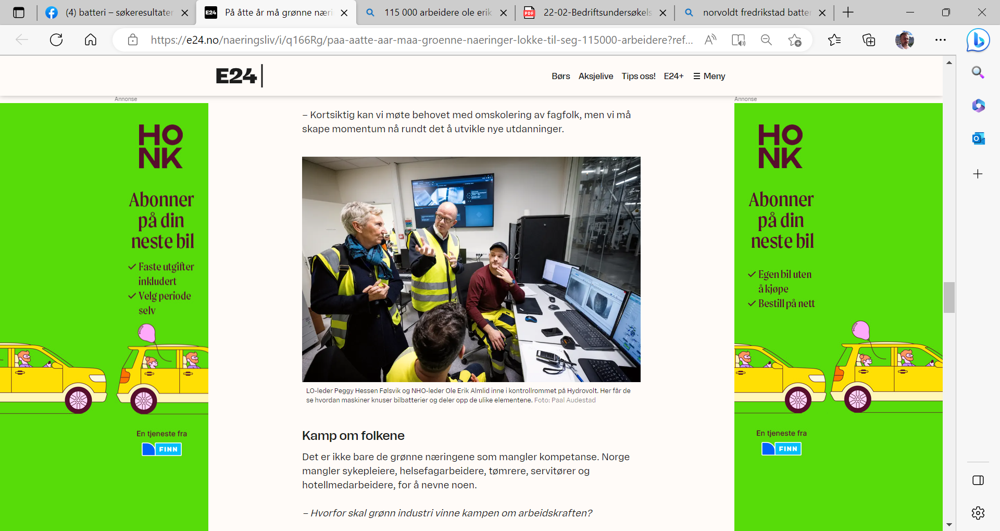 (4) batteri – søkeresultater
På åtte år må grønne næri
115 000 arbeidere ole erik
22-02-Bedriftsundersøkels
norvoldt fredrikstad batter
https://e24.no/naeringsliv/i/q166Rg/paa-aatte-aar-maa-groenne-naeringer-lokke-til-seg-115000-arbeidere?ref...
E24
Børs
Aksjelive
Tips oss!
E24+
Meny
Annonse
HO
NK
Abonner
på din
neste bil
Faste utgifter
inkludert
Velg periode
selv
En tjeneste fra
FINN
– Kortsiktig kan vi møte behovet med omskolering av fagfolk, men vi må
skape momentum nå rundt det å utvikle nye utdanninger.
LO-leder Peggy Hessen Følsvik og NHO-leder Ole Erik Almlid inne i kontrollrommet på Hydrovolt. Her får de
se hvordan maskiner knuser bilbatterier og deler opp de ulike elementene. Foto: Paal Audestad
Kamp om folkene
Det er ikke bare de grønne næringene som mangler kompetanse. Norge
mangler sykepleiere, helsefagarbeidere, tømrere, servitører og
hotellmedarbeidere, for å nevne noen.
– Hvorfor skal grønn industri vinne kampen om arbeidskraften?
Annonse
HO
NK
Abonner
på din
neste bil
Egen bil uten
å kjøpe
Bestill på nett
En tjeneste fra
FINN